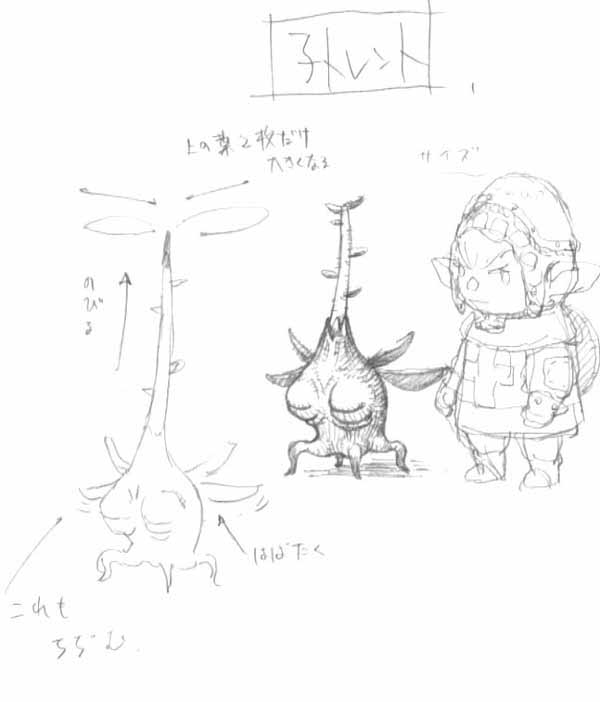 子トレント
上の葉2枚だけ
大きくなる
サイズ
のびる
はばたく
これも
ちぢむ